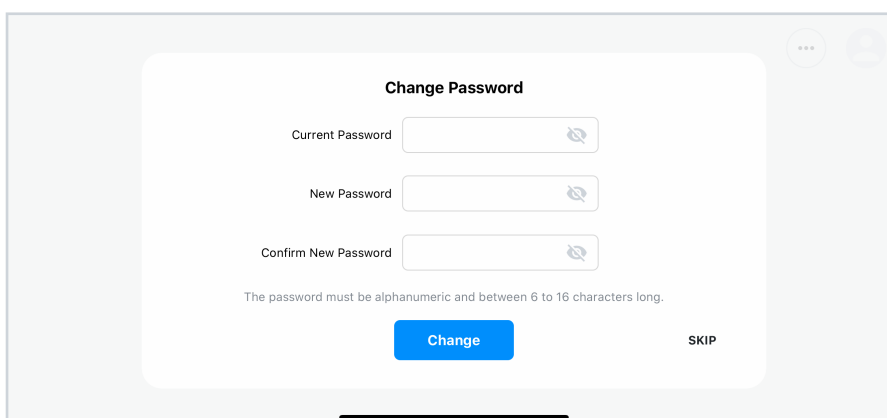 Change Password
Current Password
New Password
Confirm New Password
The password must be alphanumeric and between 6 to 16 characters long.
Change
SKIP